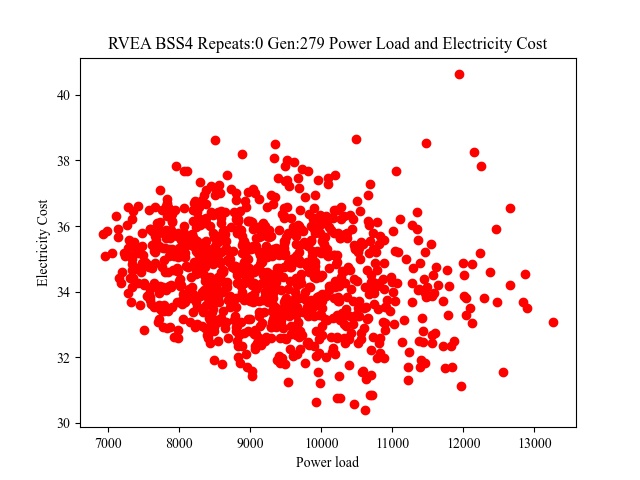 RVEA BSS4 Repeats:0 Gen:279 Power Load and Electricity Cost
40
38
36
34
32
30
Electricity Cost
7000 8000 9000 10000 11000 12000 13000
Power load